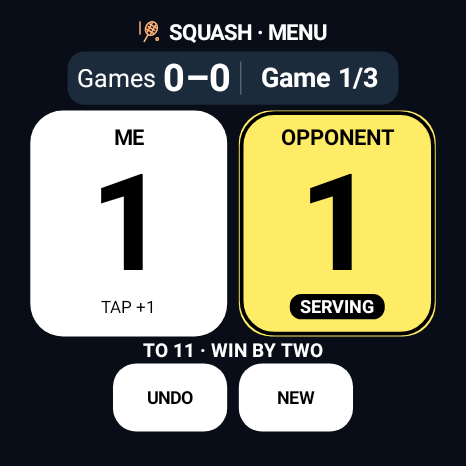 SQUASH · MENU
Games 0–0 Game 1/3
ME
1
TAP +1
OPPONENT
1
SERVING
TO 11 · WIN BY TWO
UNDO NEW